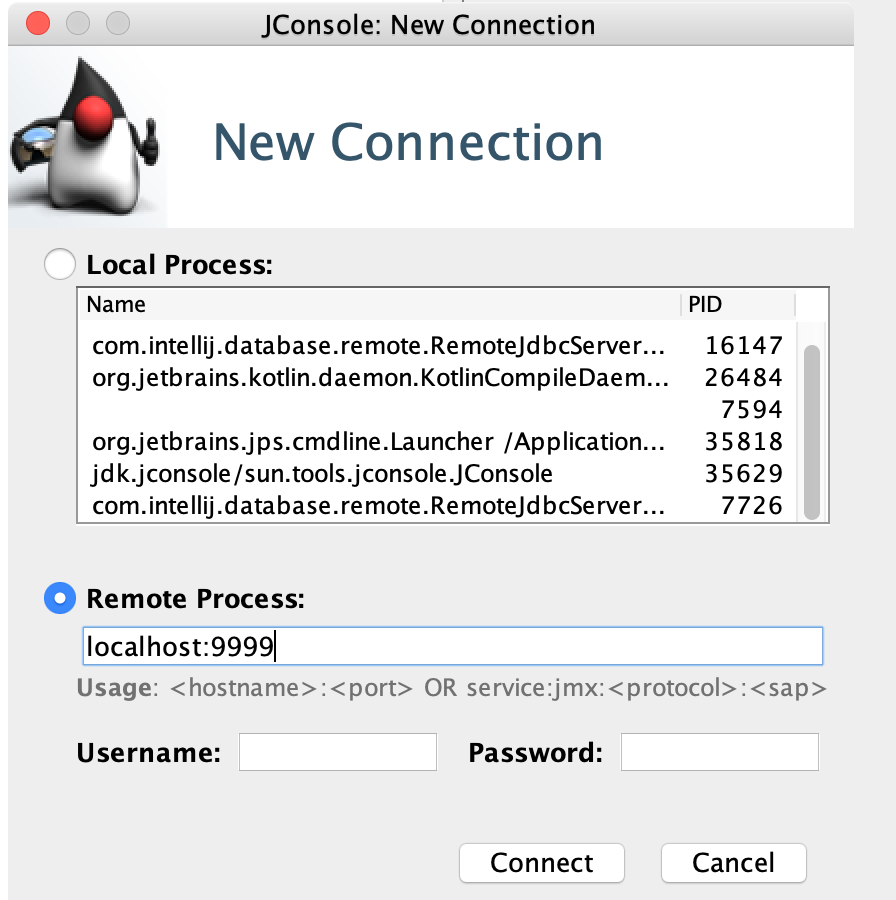 JConsole: New Connection
New Connection
Local Process:
Name PID
com.intellij.database.remote.RemoteJdbcServer... 16147
org.jetbrains.kotlin.daemon.KotlinCompileDaem... 26484
7594
org.jetbrains.jps.cmdline.Launcher /Application... 35818
jdk.jconsole/sun.tools.jconsole.JConsole 35629
com.intellij.database.remote.RemoteJdbcServer... 7726
Remote Process:
localhost:9999
Usage: <hostname>:<port> OR service:jmx:<protocol>:<sap>
Username: Password:
Connect Cancel